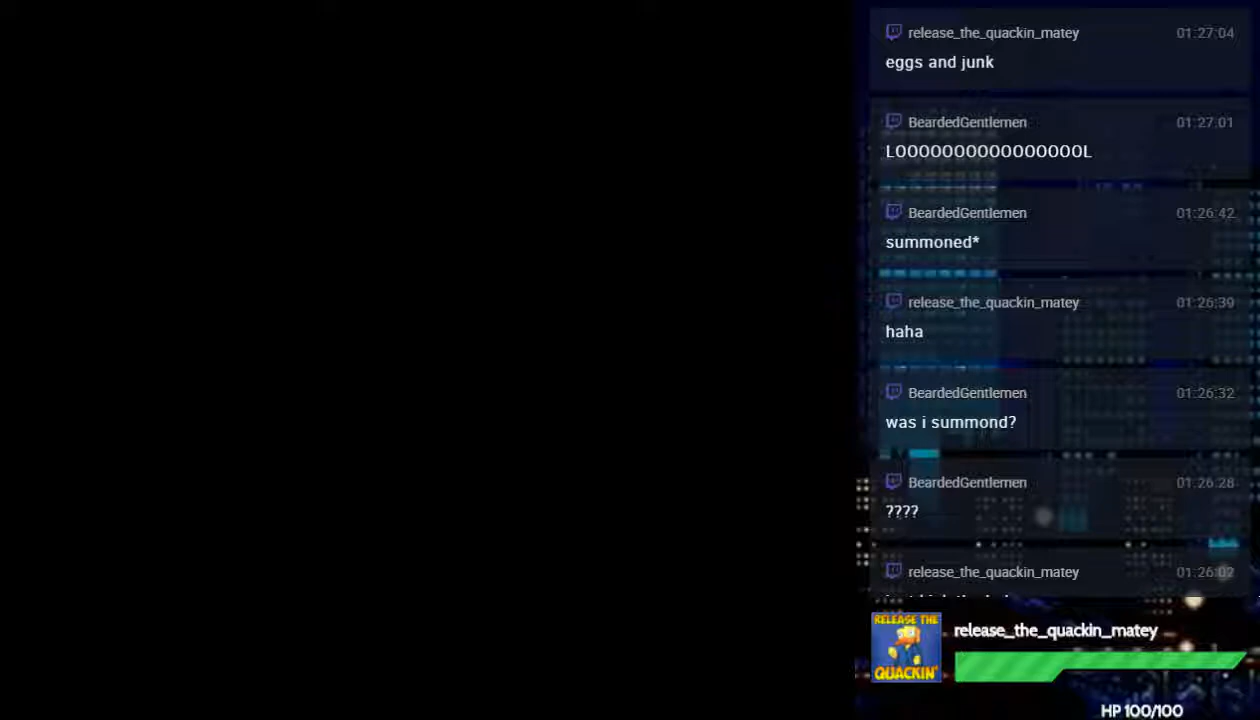 release_the_quackin_matey 01:27:04
eggs and junk
BeardedGentlemen 01:27:01
LOOOOOOOOOOOOOOOOL
BeardedGentlemen 01:26:42
summoned*
release_the_quackin_matey 01:26:39
haha
BeardedGentlemen 01:26:32
was i summond?
BeardedGentlemen 01:26:28
????
release_the_quackin_matey 01:26:02
RELEASE THE
QUACKIN'
release_the_quackin_matey
HP 100/100